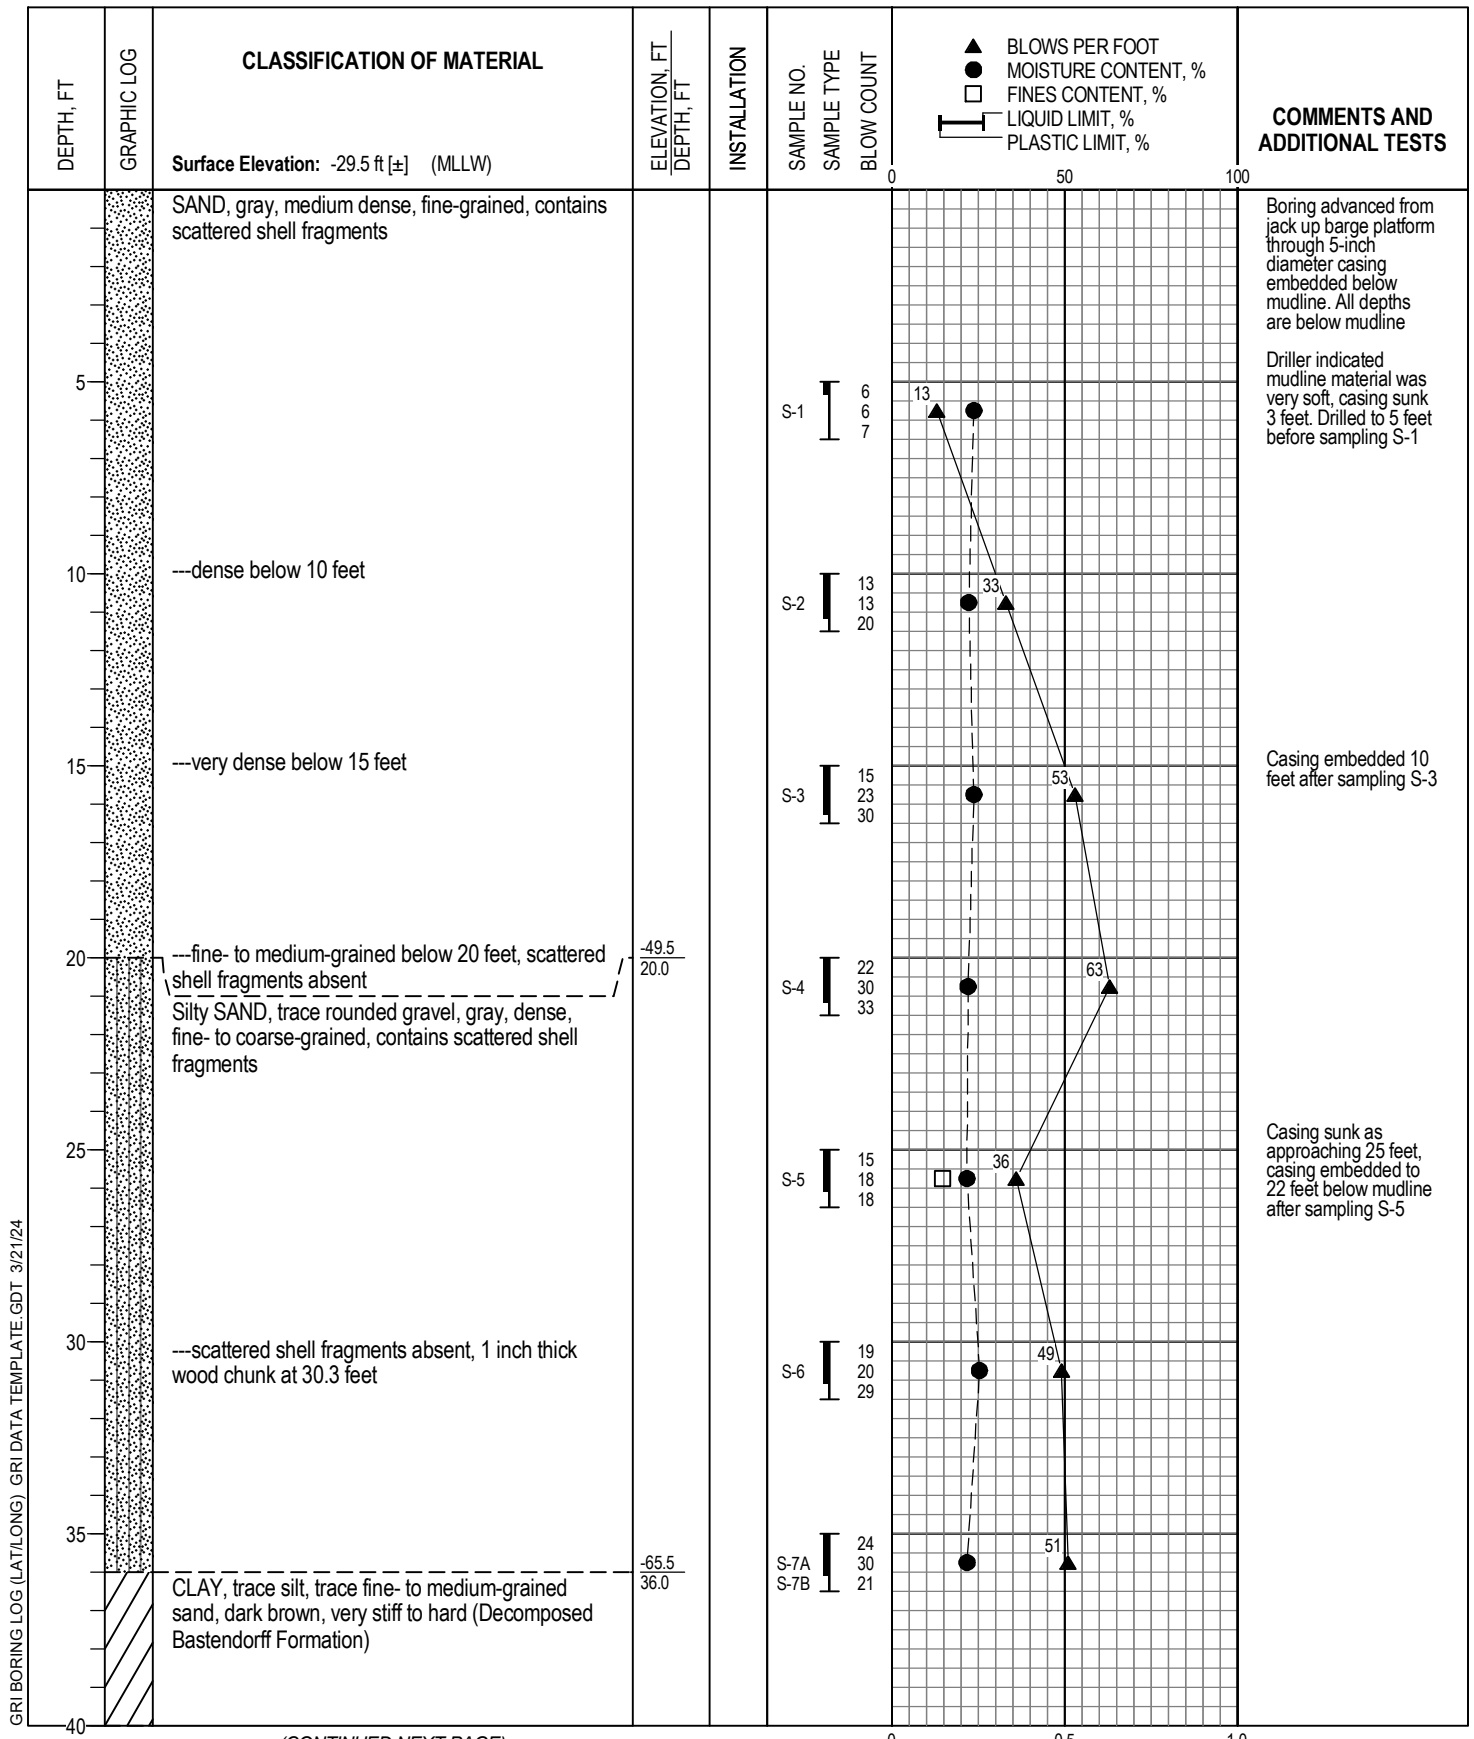 DEPTH, FT
GRAPHIC LOG
CLASSIFICATION OF MATERIAL
Surface Elevation: -29.5 ft [±] (MLLW)
ELEVATION, FT
DEPTH, FT
INSTALLATION
SAMPLE NO.
SAMPLE TYPE
BLOW COUNT
BLOWS PER FOOT
MOISTURE CONTENT, %
FINES CONTENT, %
LIQUID LIMIT, %
PLASTIC LIMIT, %
0 50 100
COMMENTS AND
ADDITIONAL TESTS
SAND, gray, medium dense, fine-grained, contains
scattered shell fragments
Boring advanced from
jack up barge platform
through 5-inch
diameter casing
embedded below
mudline. All depths
are below mudline
Driller indicated
mudline material was
very soft, casing sunk
3 feet. Drilled to 5 feet
before sampling S-1
5
S-1
6
6
7
13
10
---dense below 10 feet
S-2
13
13
20
33
15
---very dense below 15 feet
S-3
15
23
30
53
Casing embedded 10
feet after sampling S-3
20
---fine- to medium-grained below 20 feet, scattered
shell fragments absent
-49.5
20.0
S-4
22
30
33
63
Silty SAND, trace rounded gravel, gray, dense,
fine- to coarse-grained, contains scattered shell
fragments
25
S-5
15
18
18
36
Casing sunk as
approaching 25 feet,
casing embedded to
22 feet below mudline
after sampling S-5
30
---scattered shell fragments absent, 1 inch thick
wood chunk at 30.3 feet
S-6
19
20
29
49
35
S-7A
S-7B
24
30
21
51
-65.5
36.0
CLAY, trace silt, trace fine- to medium-grained
sand, dark brown, very stiff to hard (Decomposed
Bastendorff Formation)
40
(CONTINUED NEXT PAGE)
0 0.5 1.0
GRI BORING LOG (LAT/LONG) GRI DATA TEMPLATE.GDT 3/21/24